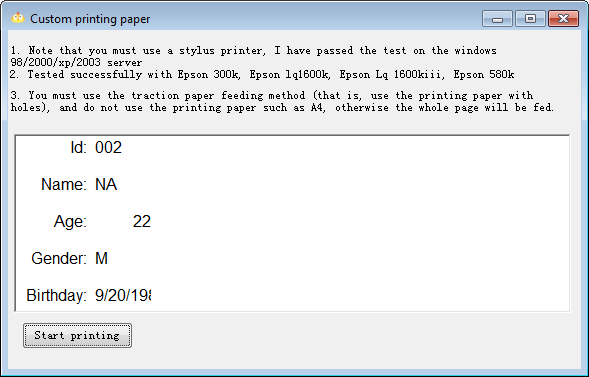 Custom printing paper
1. Note that you must use a stylus printer, I have passed the test on the windows
98/2000/xp/2003 server
2. Tested successfully with Epson 300k, Epson lq1600k, Epson Lq 1600kiii, Epson 580k
3. You must use the traction paper feeding method (that is, use the printing paper with
holes), and do not use the printing paper such as A4, otherwise the whole page will be fed.
Id: 002
Name: NA
Age: 22
Gender: M
Birthday: 9/20/198
Start printing